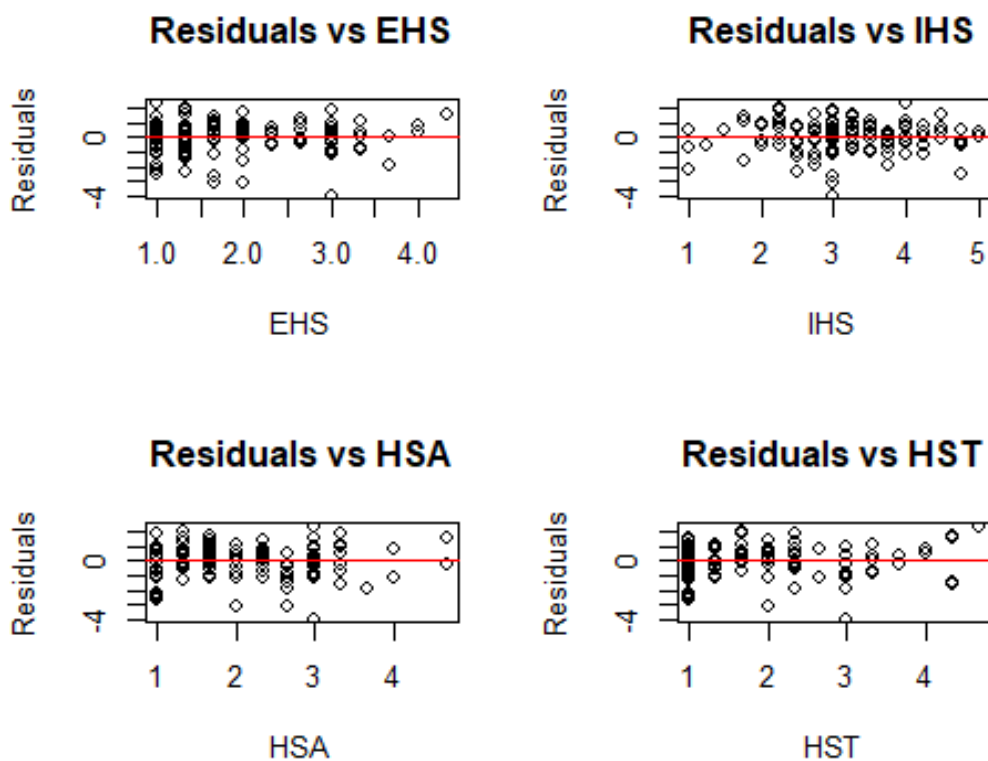 Residuals vs EHS
Residuals
0
-4
1.0 2.0 3.0 4.0
EHS
Residuals vs IHS
Residuals
0
-4
1 2 3 4 5
IHS
Residuals vs HSA
Residuals
0
-4
1 2 3 4
HSA
Residuals vs HST
Residuals
0
-4
1 2 3 4
HST